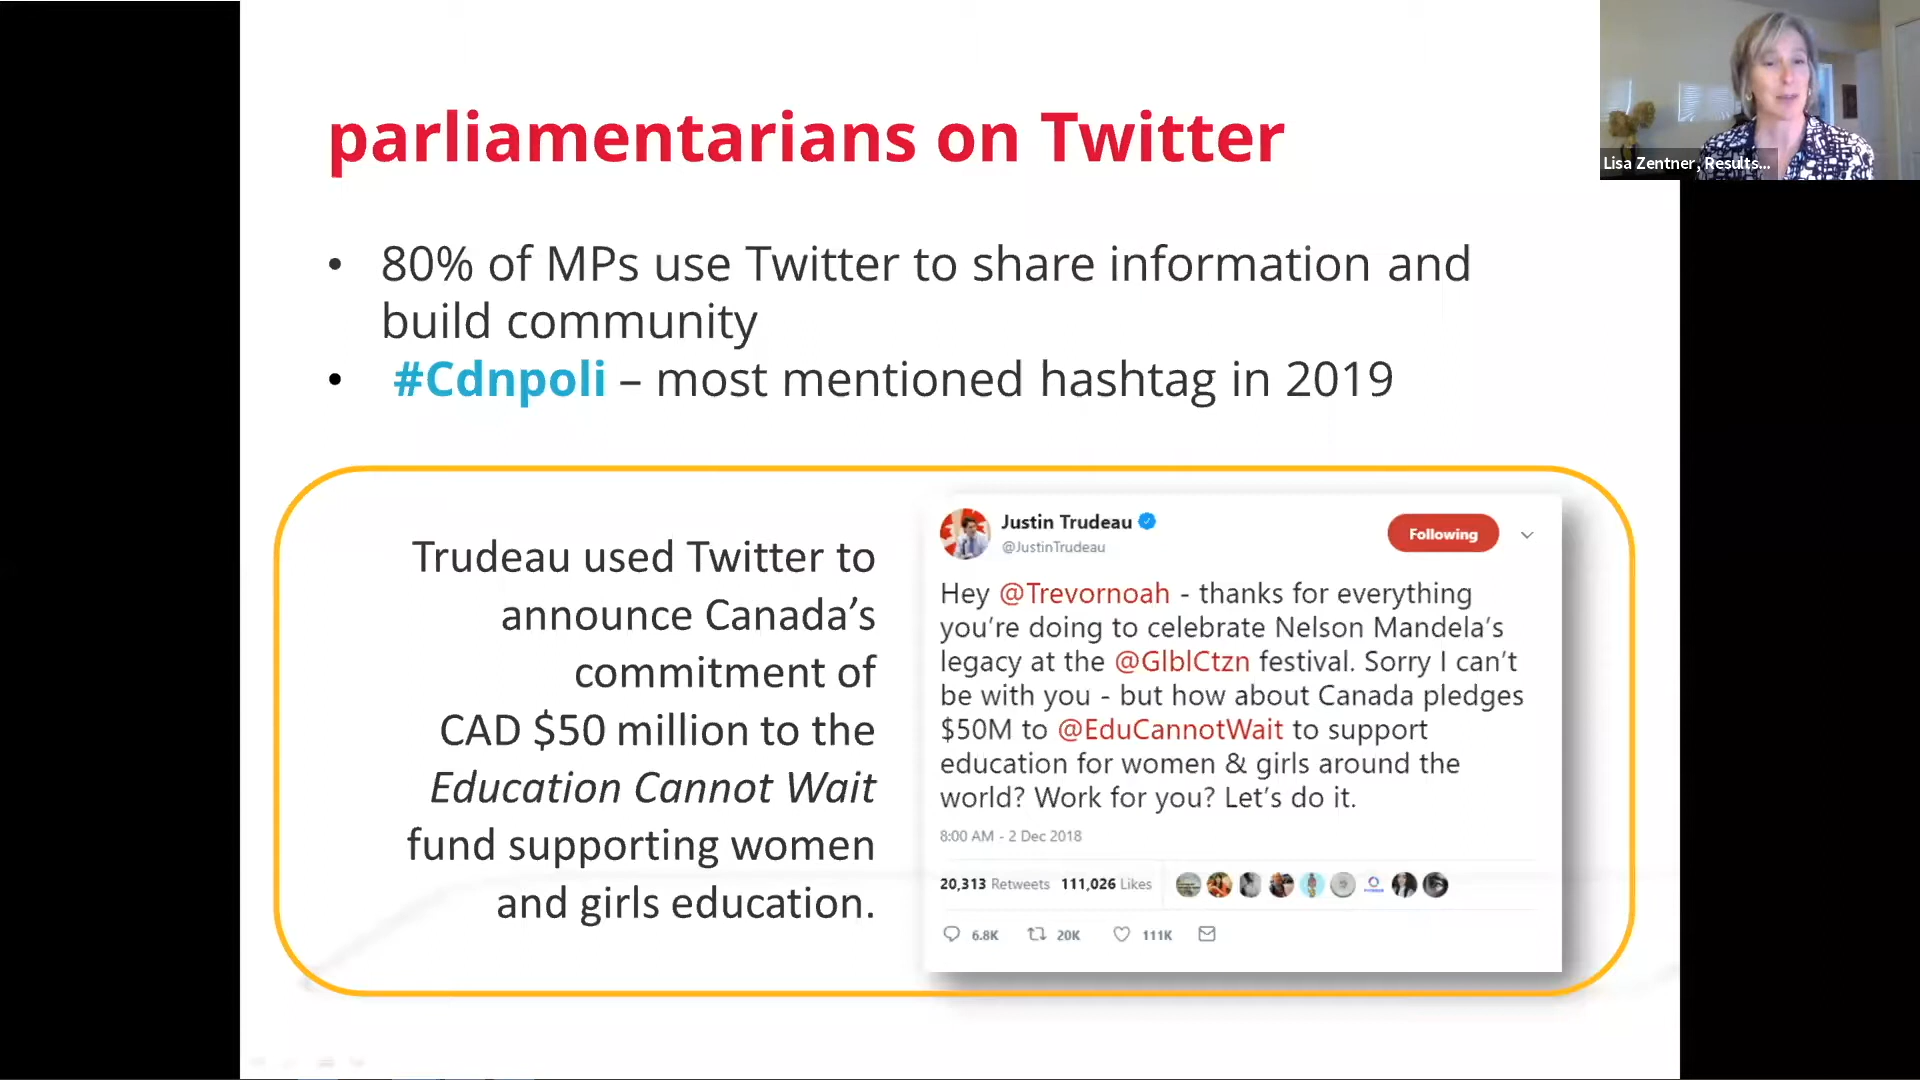 parliamentarians on Twitter
Lisa Zentner, Results...
• 80% of MPs use Twitter to share information and
build community
• #Cdnpoli – most mentioned hashtag in 2019
Trudeau used Twitter to
announce Canada’s
commitment of
CAD $50 million to the
Education Cannot Wait
fund supporting women
and girls education.
Justin Trudeau
@JustinTrudeau
Following
Hey @Trevornoah - thanks for everything
you’re doing to celebrate Nelson Mandela’s
legacy at the @GlblCtzn festival. Sorry I can’t
be with you - but how about Canada pledges
$50M to @EduCannotWait to support
education for women & girls around the
world? Work for you? Let’s do it.
8:00 AM - 2 Dec 2018
20,313 Retweets 111,026 Likes
6.8K 20K 111K